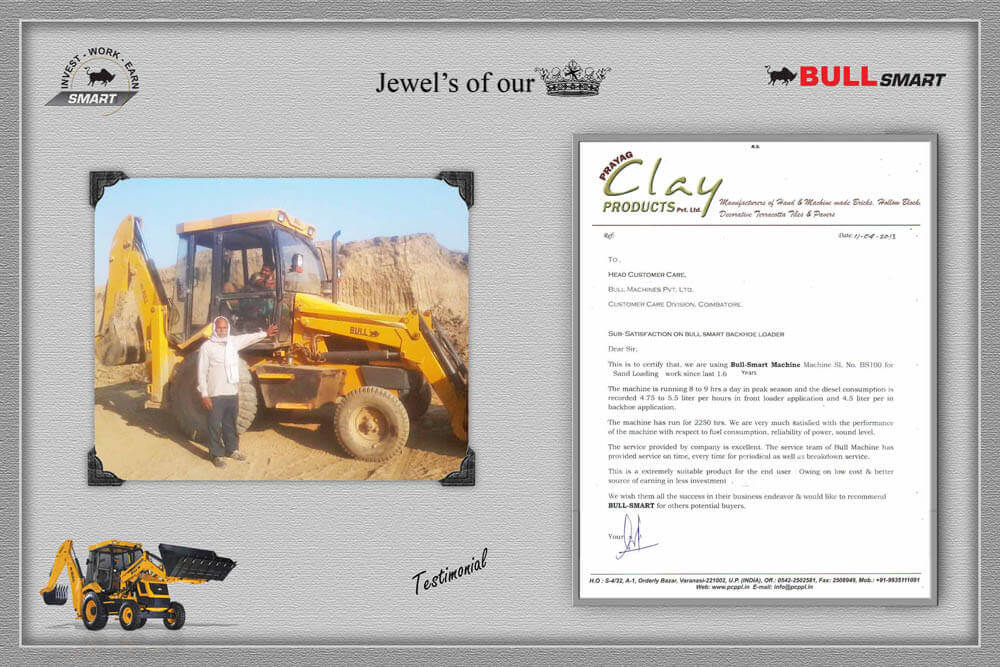 INVEST - WORK - EARN
SMART
Jewel's of our
BULL SMART
BULL
Testimonial
PRAYAG
Clay
PRODUCTS Pvt. Ltd.
Manufacturers of Hand & Machine made Bricks, Hollow Blocks
Decorative Terracotta Tiles & Pavers
Ref:
Date: 11-04-2013
TO,
HEAD CUSTOMER CARE,
BULL MACHINES PVT. LTD.
CUSTOMER CARE DIVISION, COIMBATORE.
SUB-SATISFACTION ON BULL SMART BACKHOE LOADER
Dear Sir,
This is to certify that, we are using Bull-Smart Machine Machine SL No. BS100 for
Sand Loading work since last 1.6 Years
The machine is running 8 to 9 hrs a day in peak season and the diesel consumption is
recorded 4.75 to 5.5 liter per hours in front loader application and 4.5 liter per in
backhoe application.
The machine has run for 2250 hrs. We are very much satisfied with the performance
of the machine with respect to fuel consumption, reliability of power, sound level.
The service provided by company is excellent. The service team of Bull Machine has
provided service on time, every time for periodical as well as breakdown service.
This is a extremely suitable product for the end user Owing on low cost & better
source of earning in less investment
We wish them all the success in their business endeavor & would like to recommend
BULL-SMART for others potential buyers.
Your
H.O : S-4/32, A-1, Orderly Bazar, Varanasi-221002, U.P. (INDIA), Off.: 0542-2502581, Fax: 2508949, Mob.: +91-9935111091
Web: www.pcppl.in E-mail: info@pcppl.in